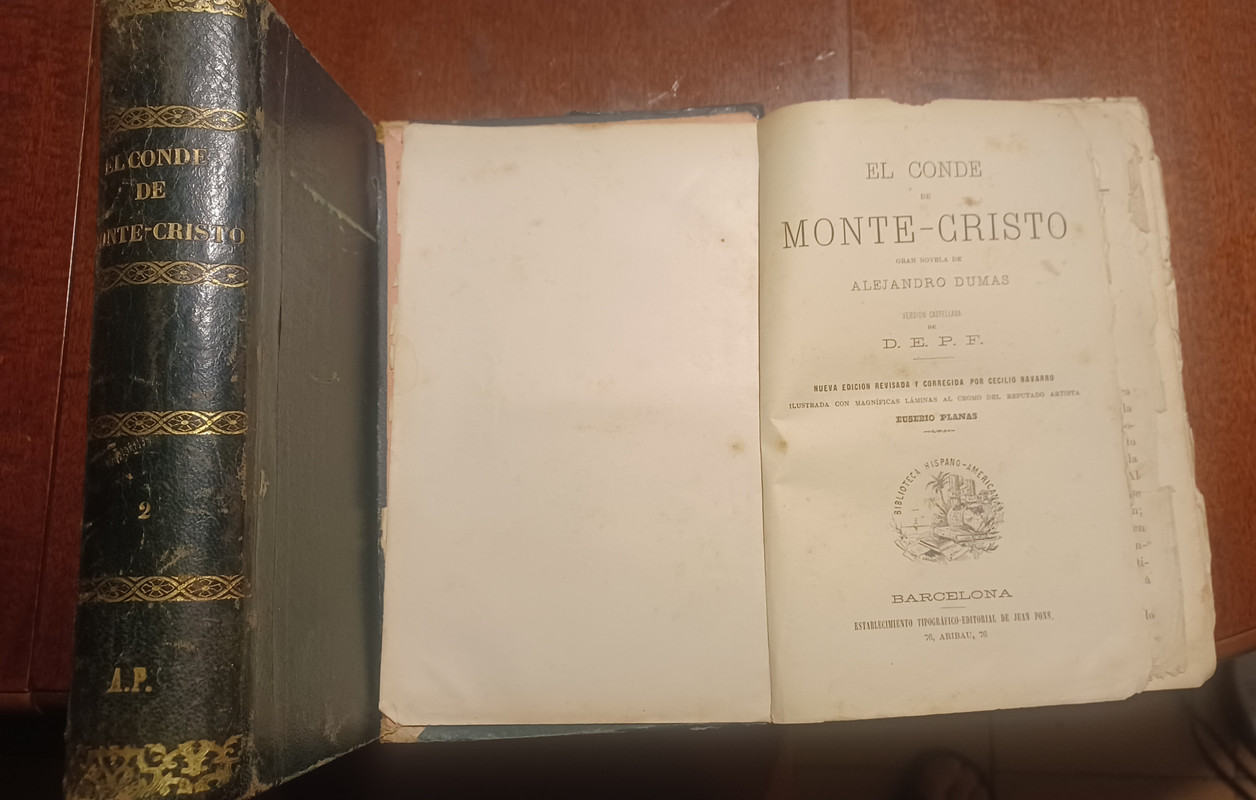 EL CONDE
DE
MONTE-CRISTO
2
A.P.
EL CONDE
DE
MONTE-CRISTO
GRAN NOVELA DE
ALEJANDRO DUMAS
VERSIÓN CASTELLANA
DE
D. E. P. F.
NUEVA EDICION REVISADA Y CORREGIDA POR CECILIO NAVARRO
ILUSTRADA CON MAGNÍFICAS LÁMINAS AL CROMO DEL REPUTADO ARTISTA
EUSEBIO PLANAS
BIBLIOTECA HISPANO-AMERICANA
BARCELONA
ESTABLECIMIENTO TIPOGRÁFICO-EDITORIAL DE JUAN PONS,
76, ARIBAU, 76